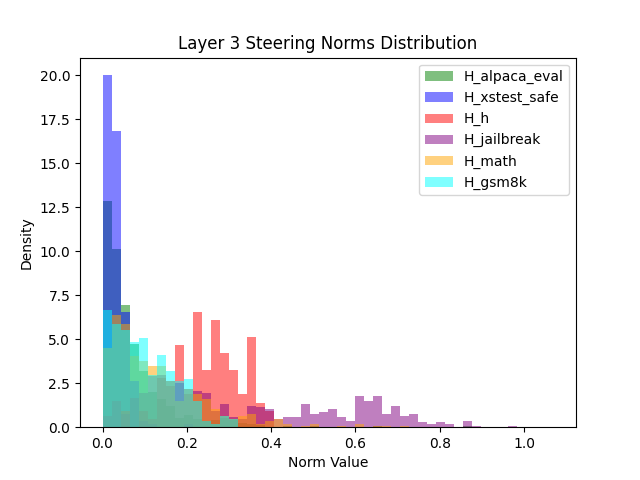 Layer 3 Steering Norms Distribution
H_alpaca_eval
H_xstest_safe
H_h
H_jailbreak
H_math
H_gsm8k
20.0
17.5
15.0
12.5
10.0
7.5
5.0
2.5
0.0
Density
0.0 0.2 0.4 0.6 0.8 1.0
Norm Value